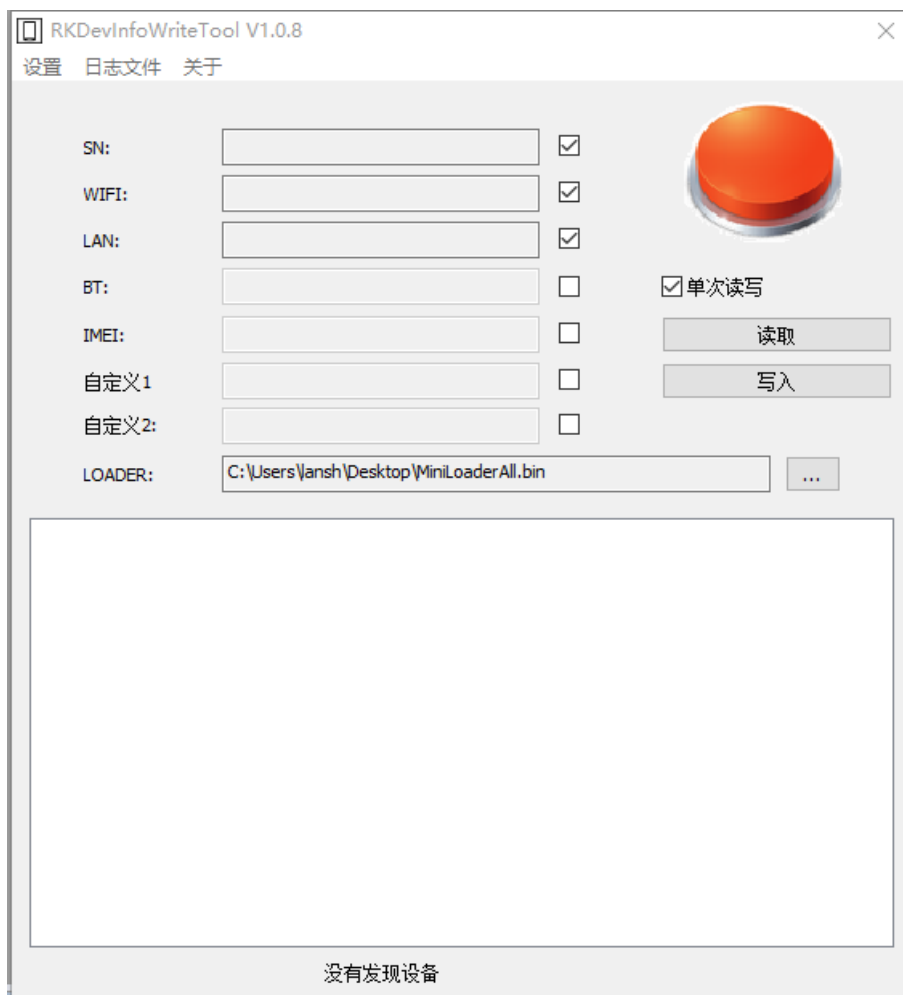 RKDevInfoWriteTool V1.0.8
设置 日志文件 关于
SN:
WIFI:
LAN:
BT:
单次读写
IMEI:
读取
自定义1
写入
自定义2:
LOADER: C:\Users\lansh\Desktop\MiniLoaderAll.bin ...
没有发现设备